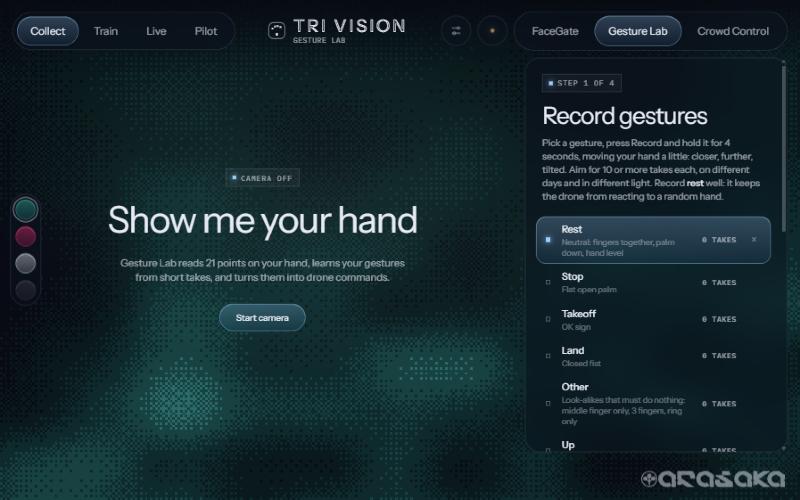 Collect
Train
Live
Pilot
TRI VISION
GESTURE LAB
FaceGate
Gesture Lab
Crowd Control
STEP 1 OF 4
Record gestures
Pick a gesture, press Record and hold it for 4
seconds, moving your hand a little: closer, further,
tilted. Aim for 10 or more takes each, on different
days and in different light. Record rest well: it keeps
the drone from reacting to a random hand.
CAMERA OFF
Show me your hand
Gesture Lab reads 21 points on your hand, learns your gestures
from short takes, and turns them into drone commands.
Start camera
Rest
Neutral: fingers together, palm
down, hand level
0 TAKES
×
Stop
Flat open palm
0 TAKES
Takeoff
OK sign
0 TAKES
Land
Closed fist
0 TAKES
Other
Look-alikes that must do nothing:
middle finger only, 3 fingers, ring
only
0 TAKES
Up
0 TAKES
arasaka